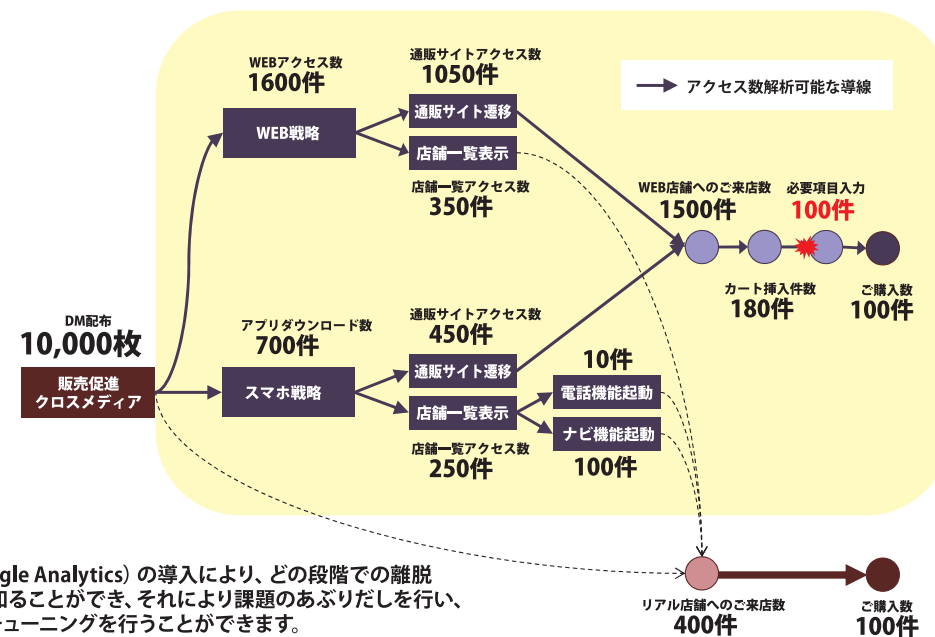 WEBアクセス数
1600件
通販サイトアクセス数
1050件
アクセス数解析可能な導線
WEB戦略
通販サイト遷移
店舗一覧表示
店舗一覧アクセス数
350件
WEB店舗へのご来店数
1500件
必要項目入力
100件
カート挿入件数
180件
ご購入数
100件
DM配布
10,000枚
販売促進
クロスメディア
アプリダウンロード数
700件
スマホ戦略
通販サイトアクセス数
450件
通販サイト遷移
店舗一覧表示
店舗一覧アクセス数
250件
10件
電話機能起動
ナビ機能起動
100件
gle Analytics）の導入により、どの段階での離脱
知ることができ、それにより課題のあぶりだしを行い、
チューニングを行うことができます。
リアル店舗へのご来店数
400件
ご購入数
100件